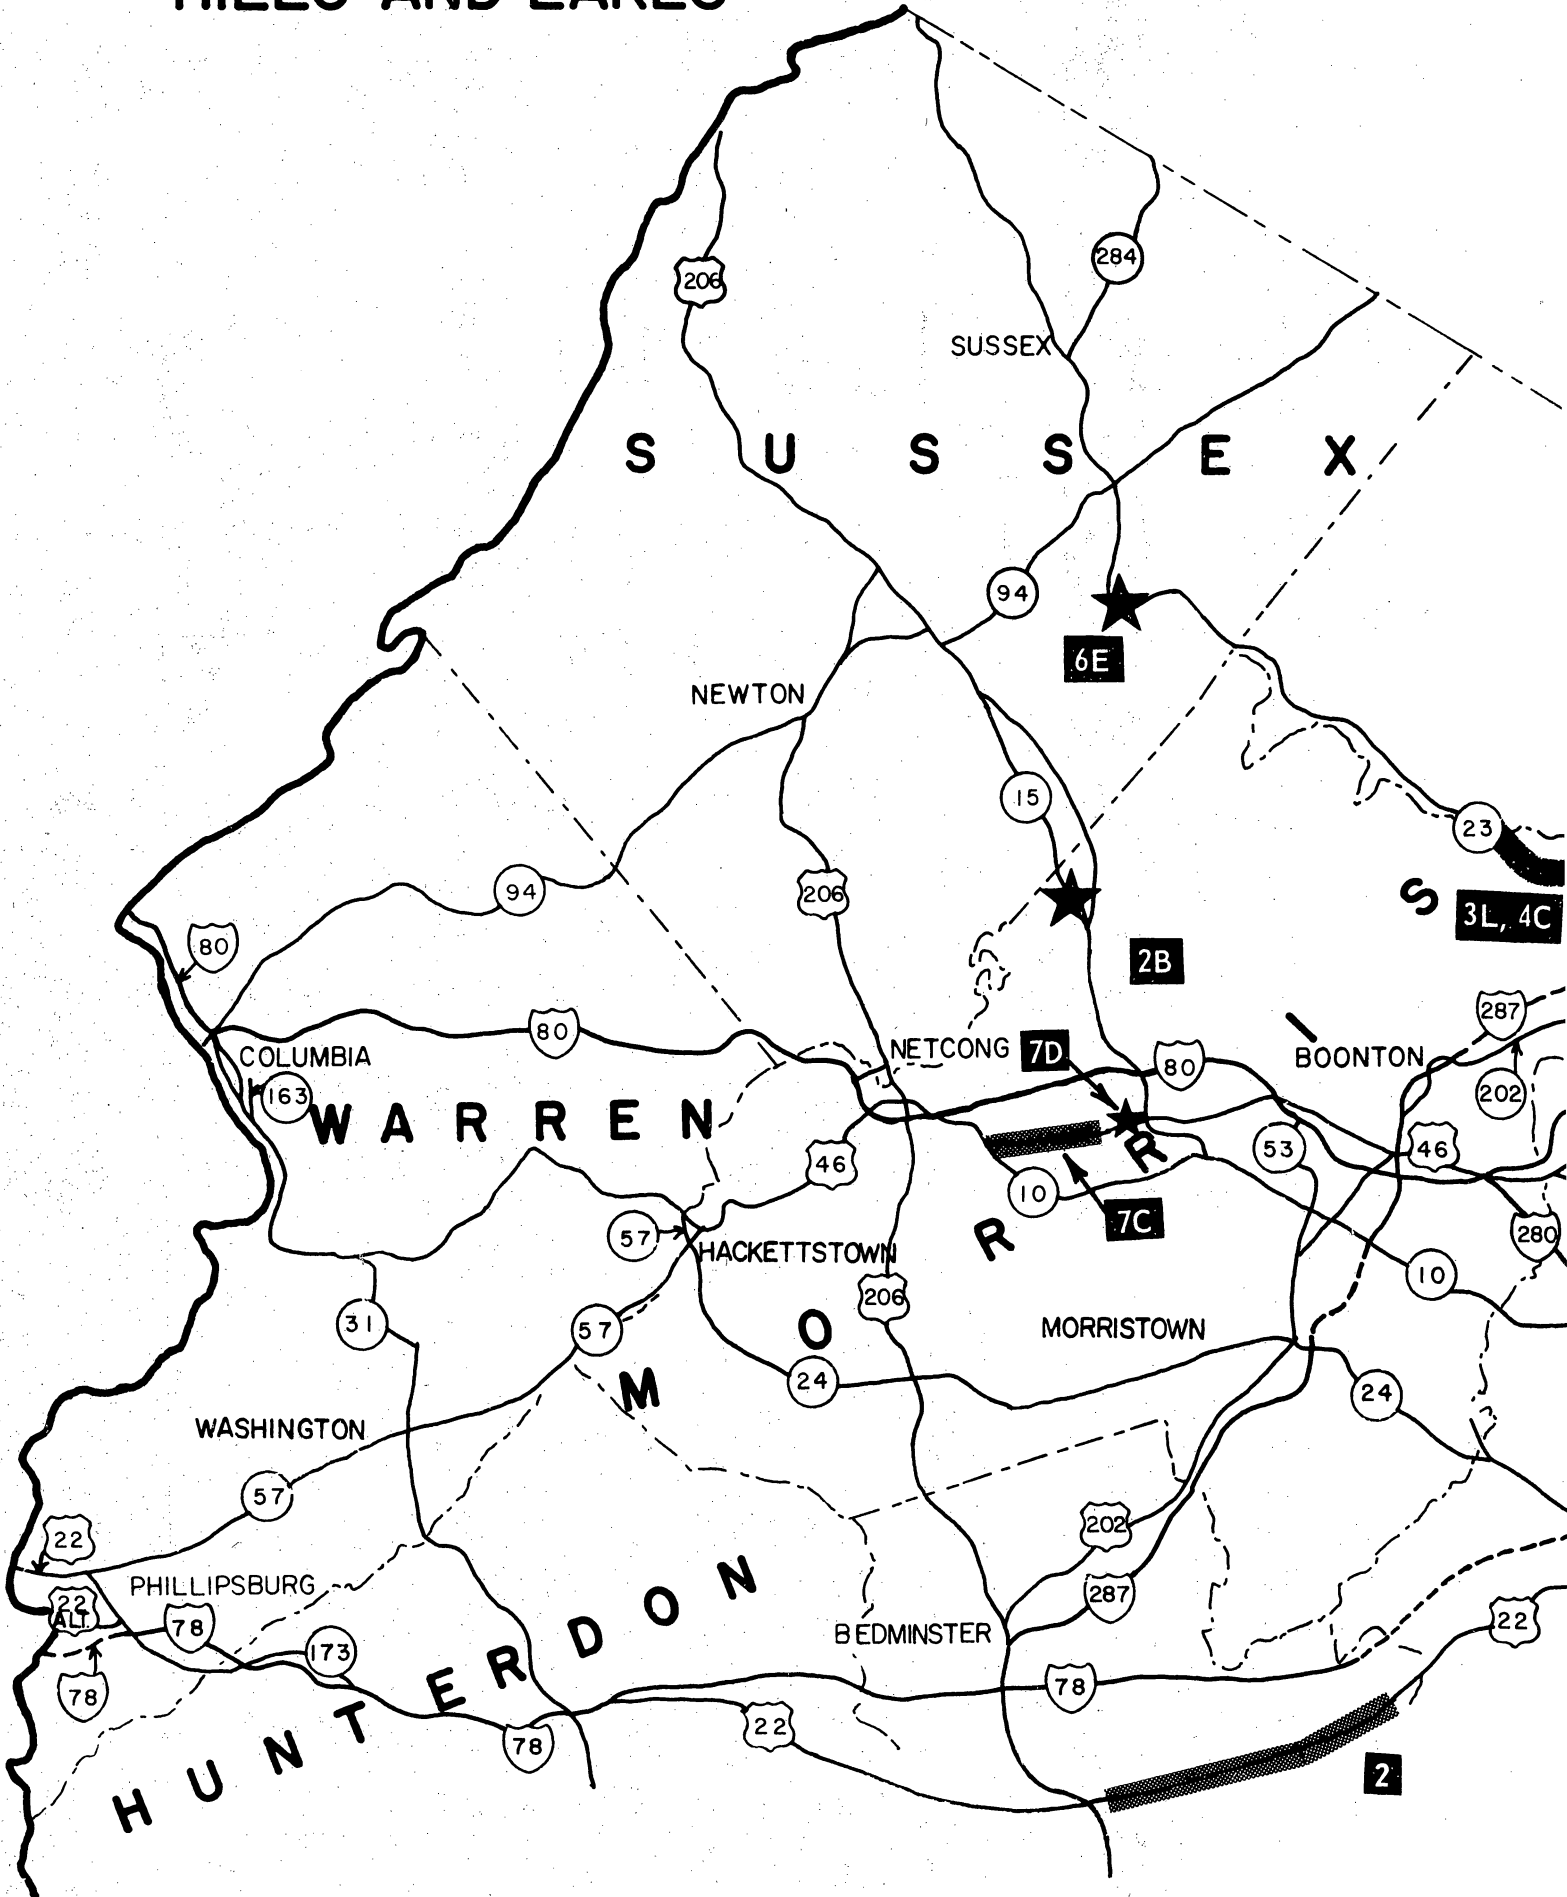 HILLS AND LAKES
206
284
SUSSEX
S U S S E X
94
6E
NEWTON
15
23
94
206
S
3L, 4C
80
2B
287
80
NETCONG
7D
BOONTON
COLUMBIA
80
163
202
W A R R E N
46
53
46
R
10
7C
57
R
280
HACKETTSTOWN
10
206
31
57
O
MORRISTOWN
M
24
24
WASHINGTON
57
202
22
PHILLIPSBURG
287
22
ALT.
78
H U N T E R D O N
BEDMINSTER
22
173
78
78
22
78
2